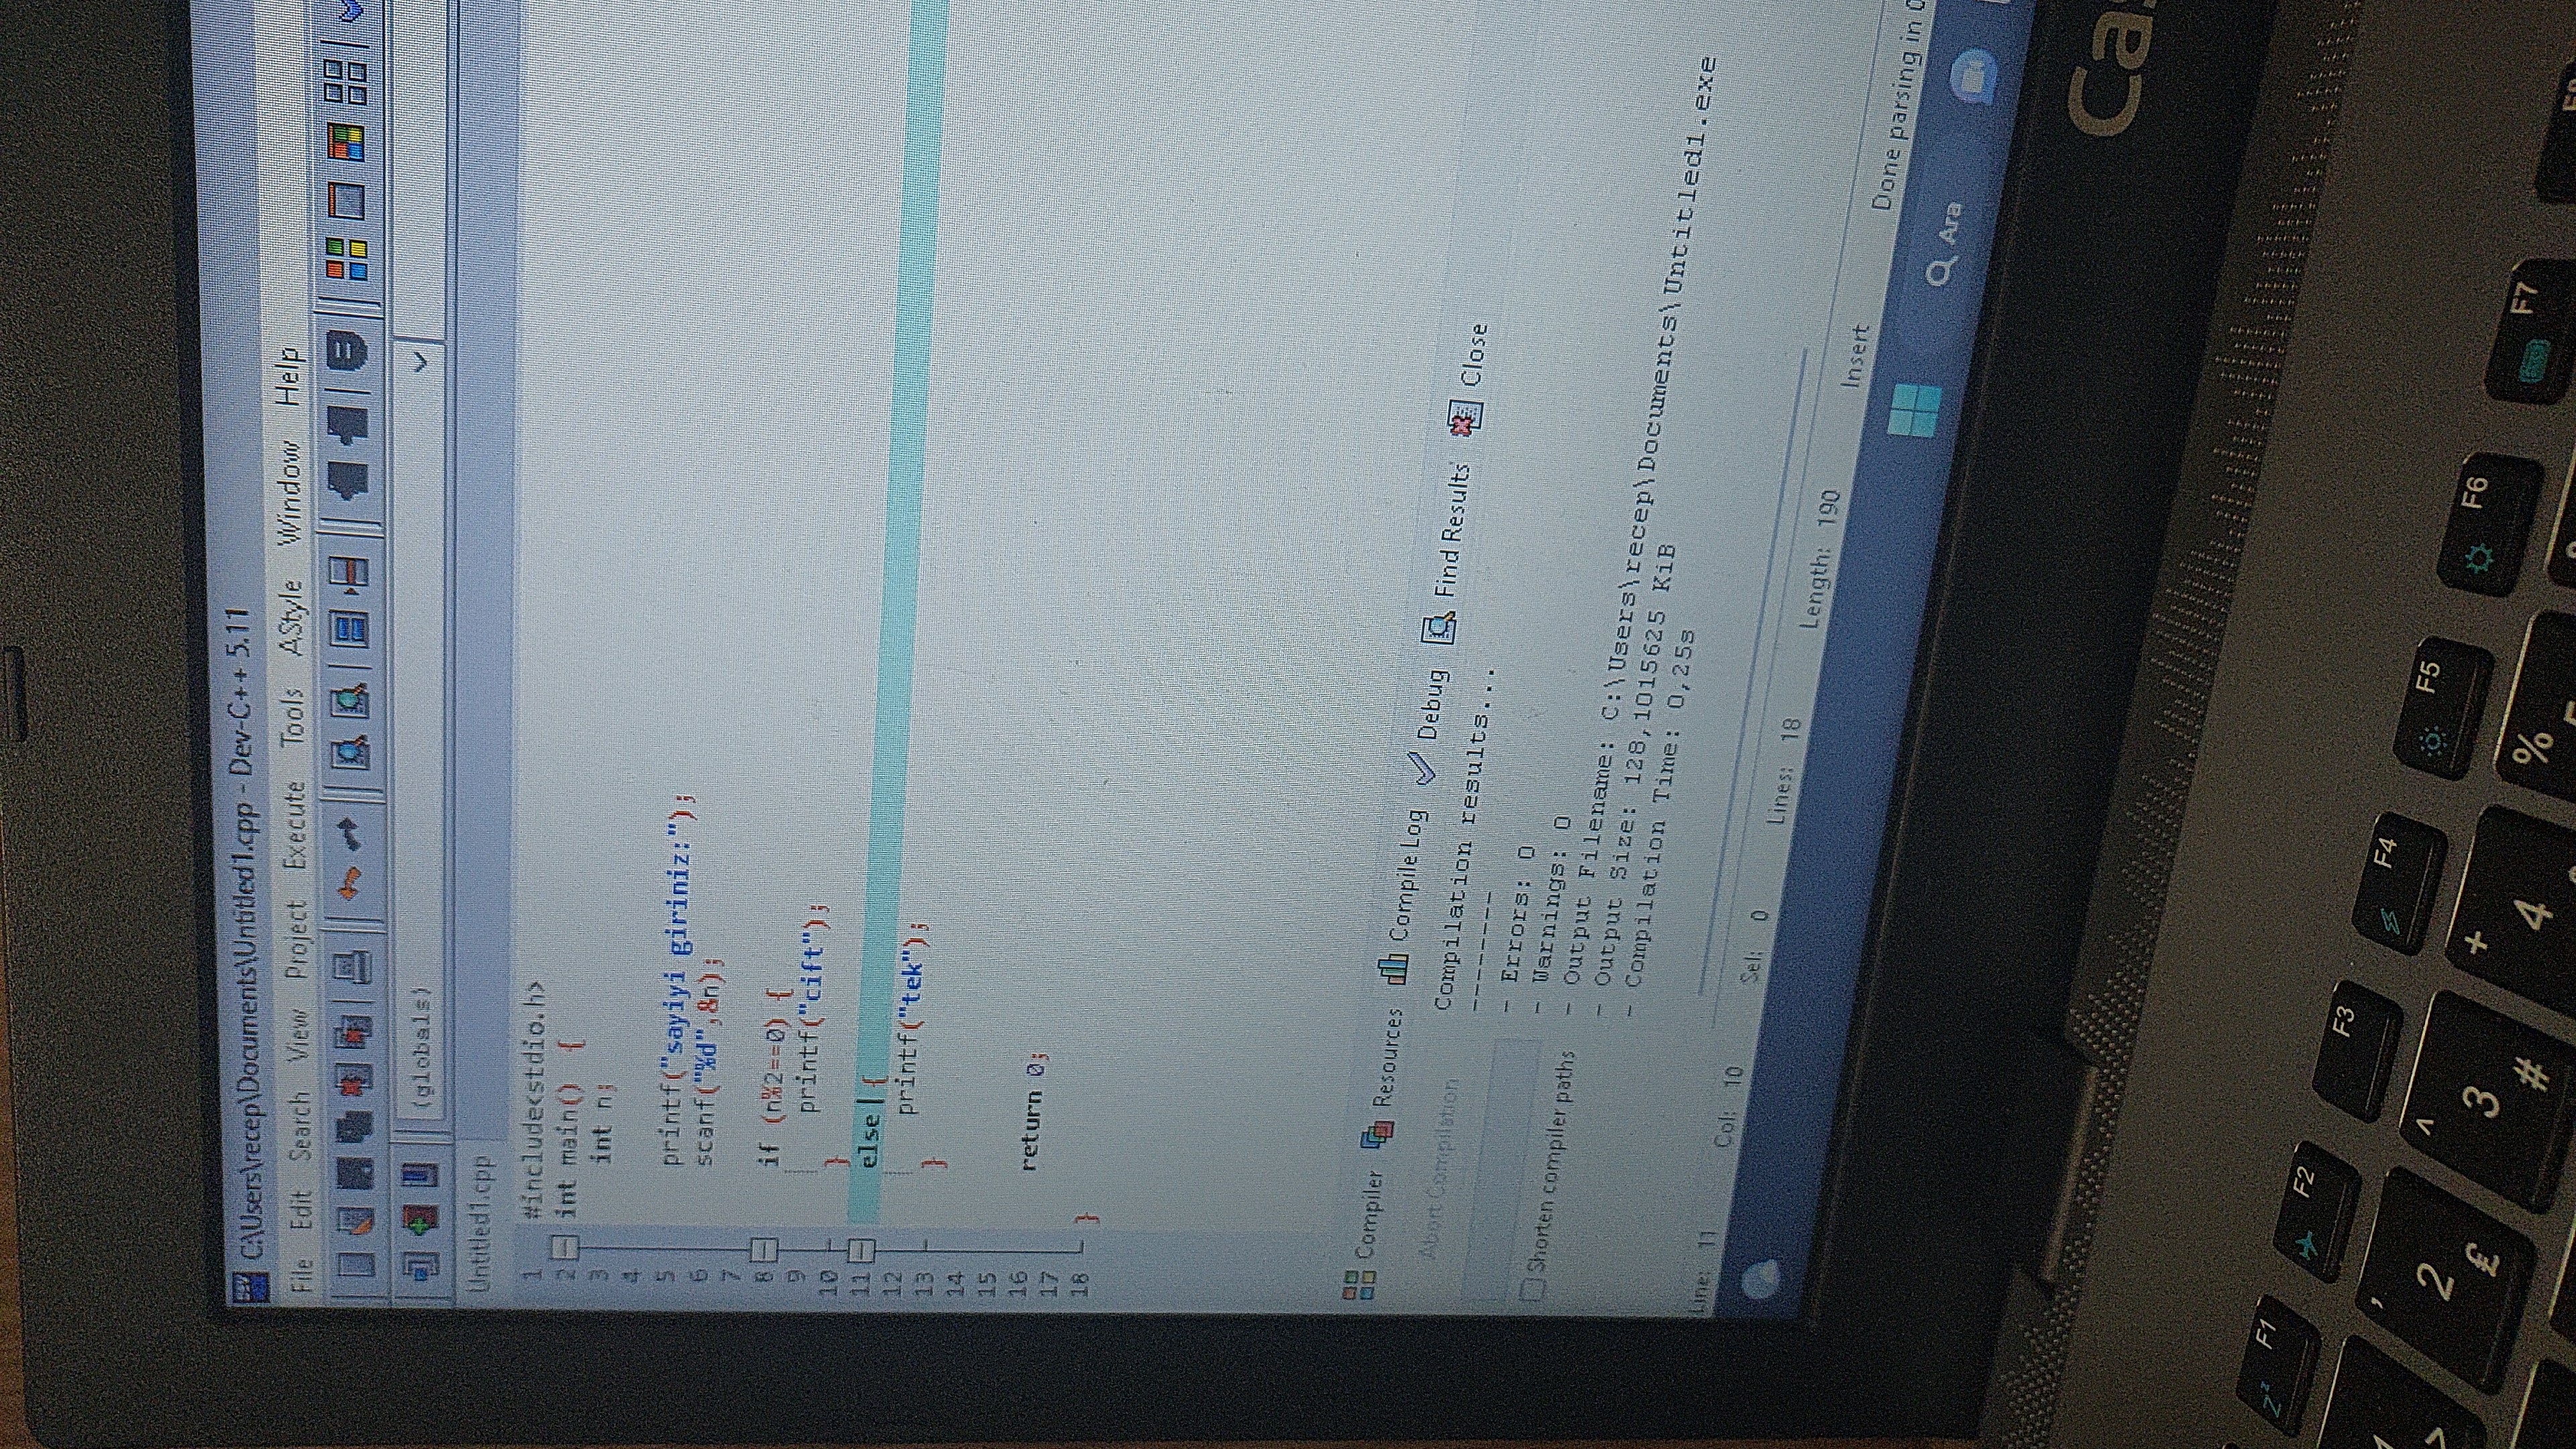 C:\Users\recep\Documents\Untitled1.cpp - Dev-C++ 5.11
File Edit Search View Project Execute Tools AStyle Window Help
(globals)
Untitled1.cpp
1 #include<stdio.h>
2 int main() {
3 int n;
4
5 printf("sayiyi giriniz:");
6 scanf("%d",&n);
7
8 if (n%2==0) {
9 printf("cift");
10 }
11 else {
12 printf("tek");
13 }
14
15
16 return 0;
17
18 }
Compiler Resources Compile Log Debug Find Results Close
Abort Compilation
Shorten compiler paths
Compilation results...
--------
- Errors: 0
- Warnings: 0
- Output Filename: C:\Users\recep\Documents\Untitled1.exe
- Output Size: 128,1015625 KiB
- Compilation Time: 0,25s
Line: 11 Col: 10 Sel: 0 Lines: 18 Length: 190 Insert Done parsing in 0
Ara
Ca
F1 F2 F3 F4 F5 F6 F7
' 2 £ ^ 3 # + 4 %